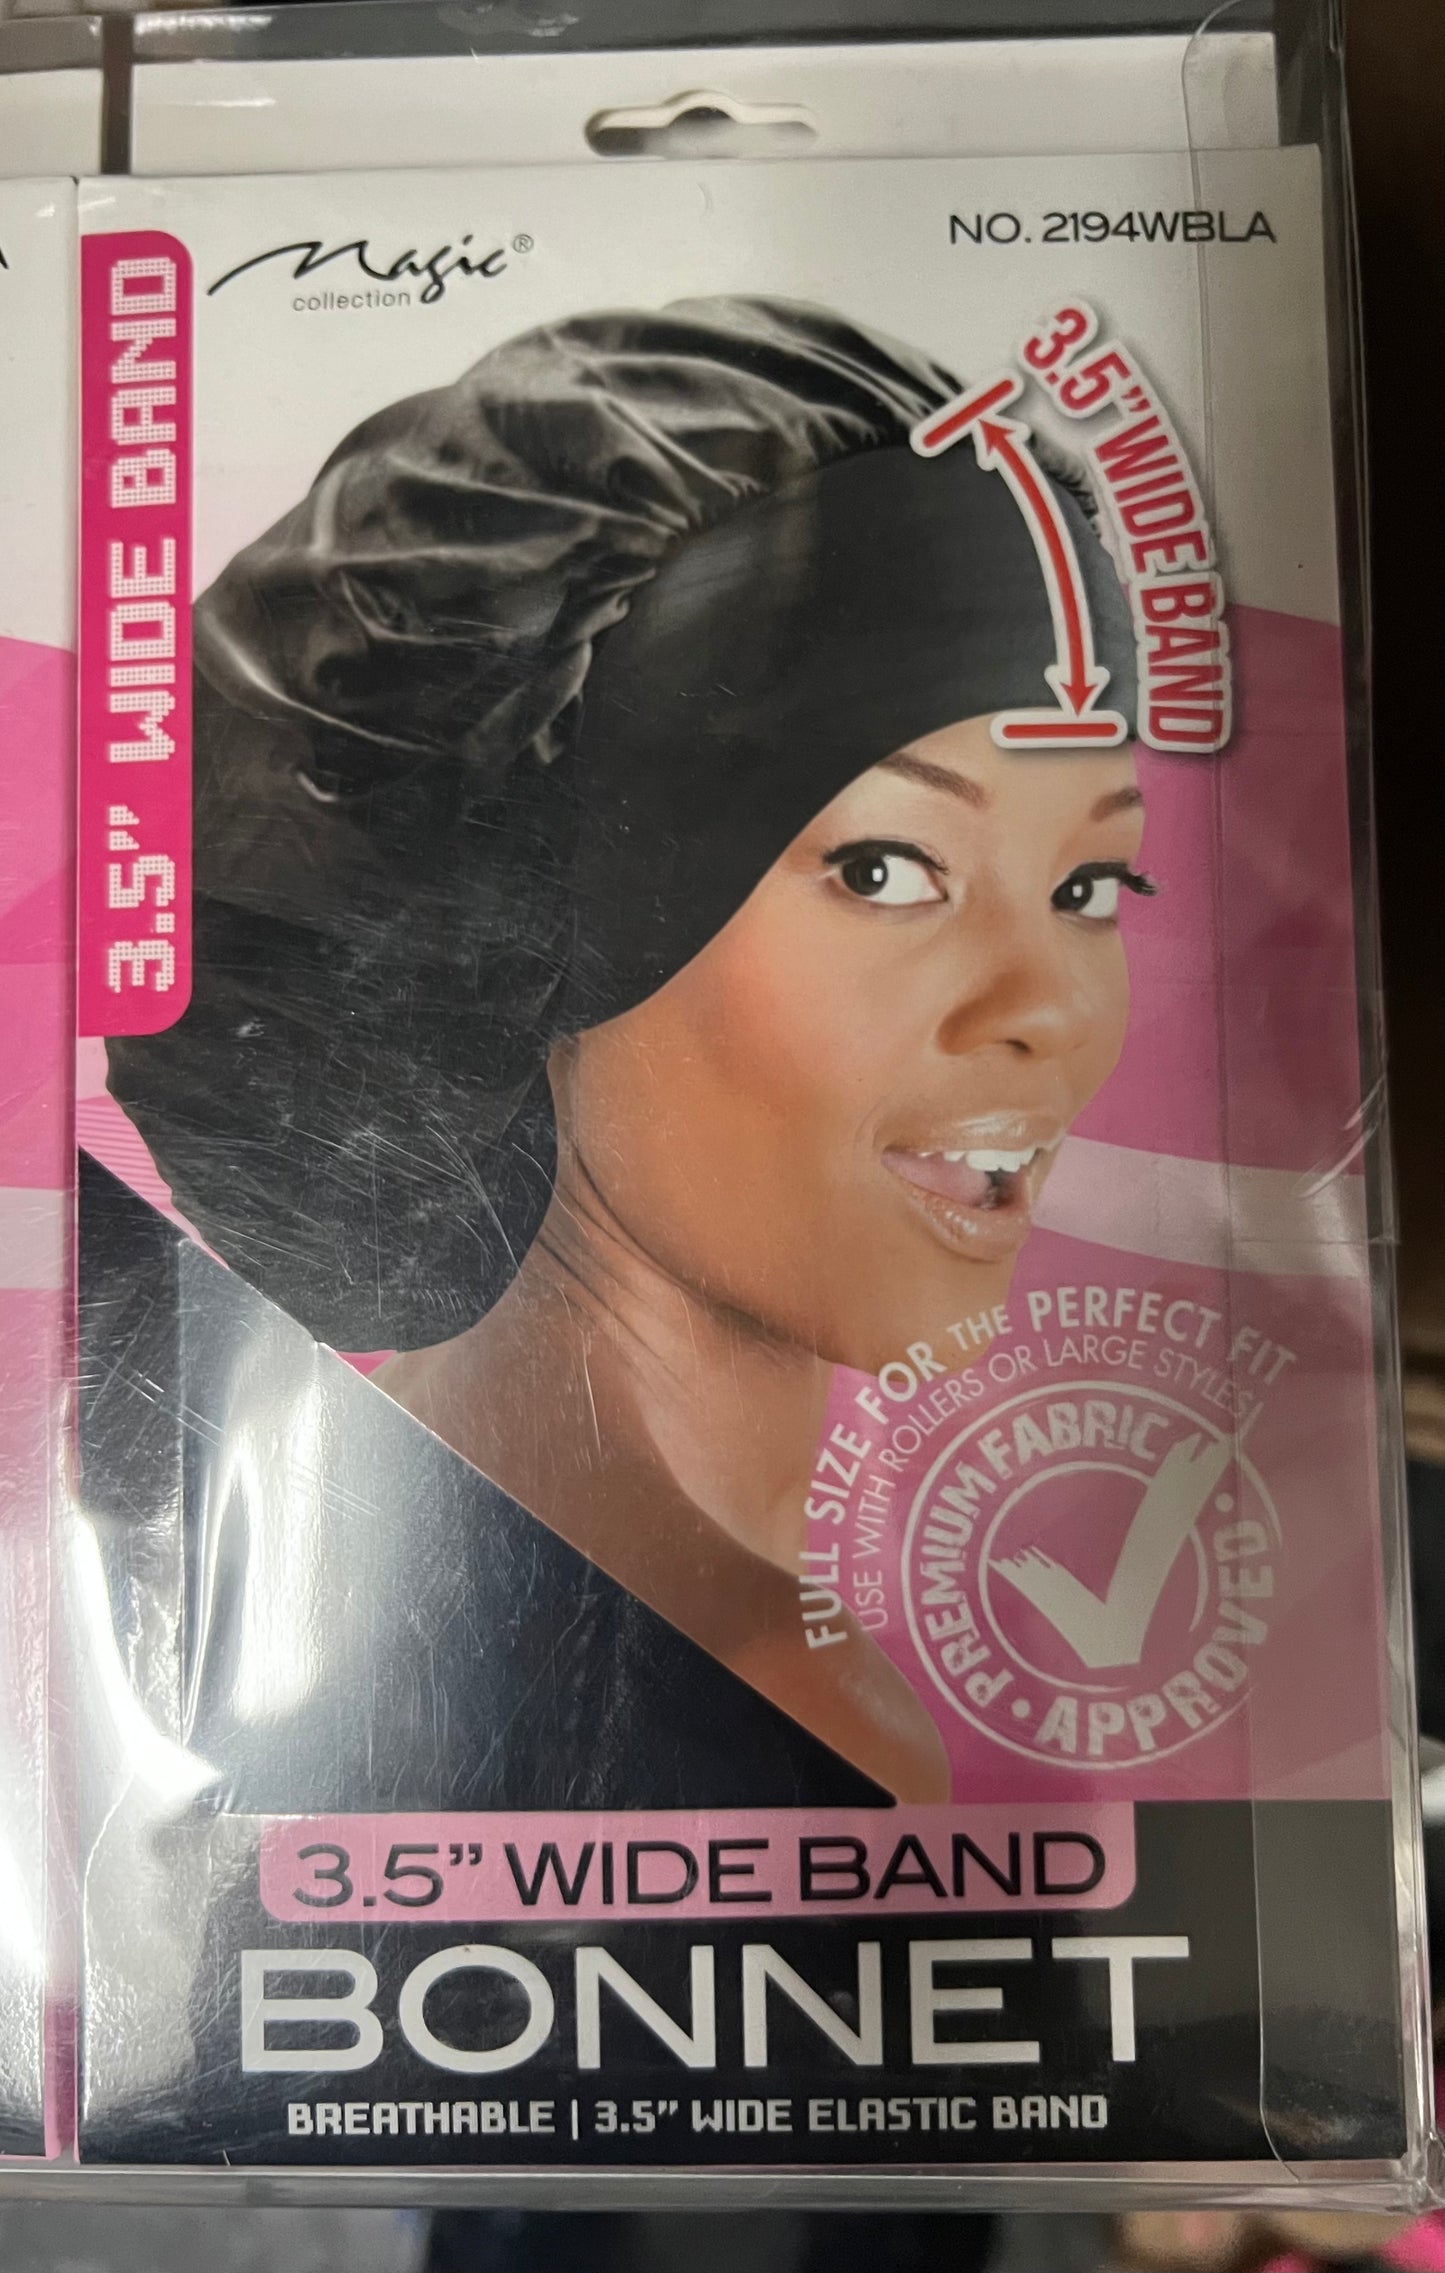 Magic®
collection
NO. 2194WBLA
3.5" WIDE BAND
3.5" WIDE BAND
FULL SIZE FOR THE PERFECT FIT
USE WITH ROLLERS OR LARGE STYLES
PREMIUM FABRIC • APPROVED •
3.5" WIDE BAND
BONNET
BREATHABLE | 3.5" WIDE ELASTIC BAND